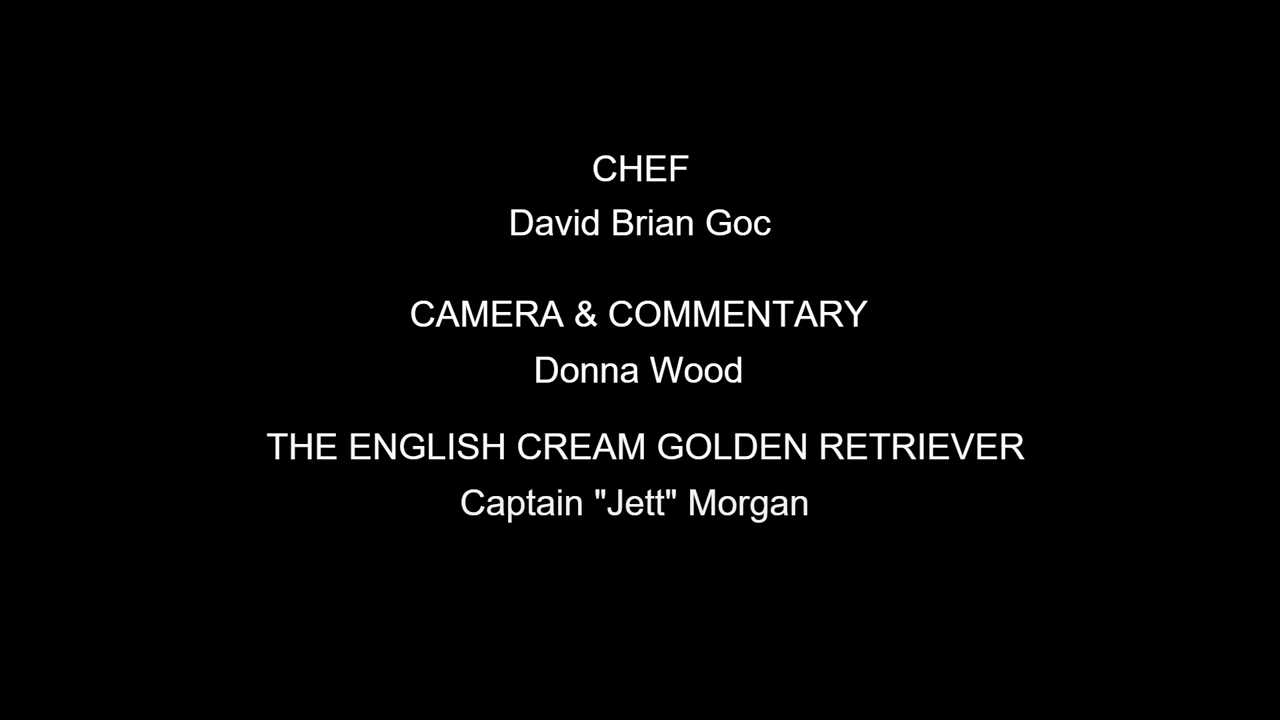 CHEF
David Brian Goc
CAMERA & COMMENTARY
Donna Wood
THE ENGLISH CREAM GOLDEN RETRIEVER
Captain "Jett" Morgan